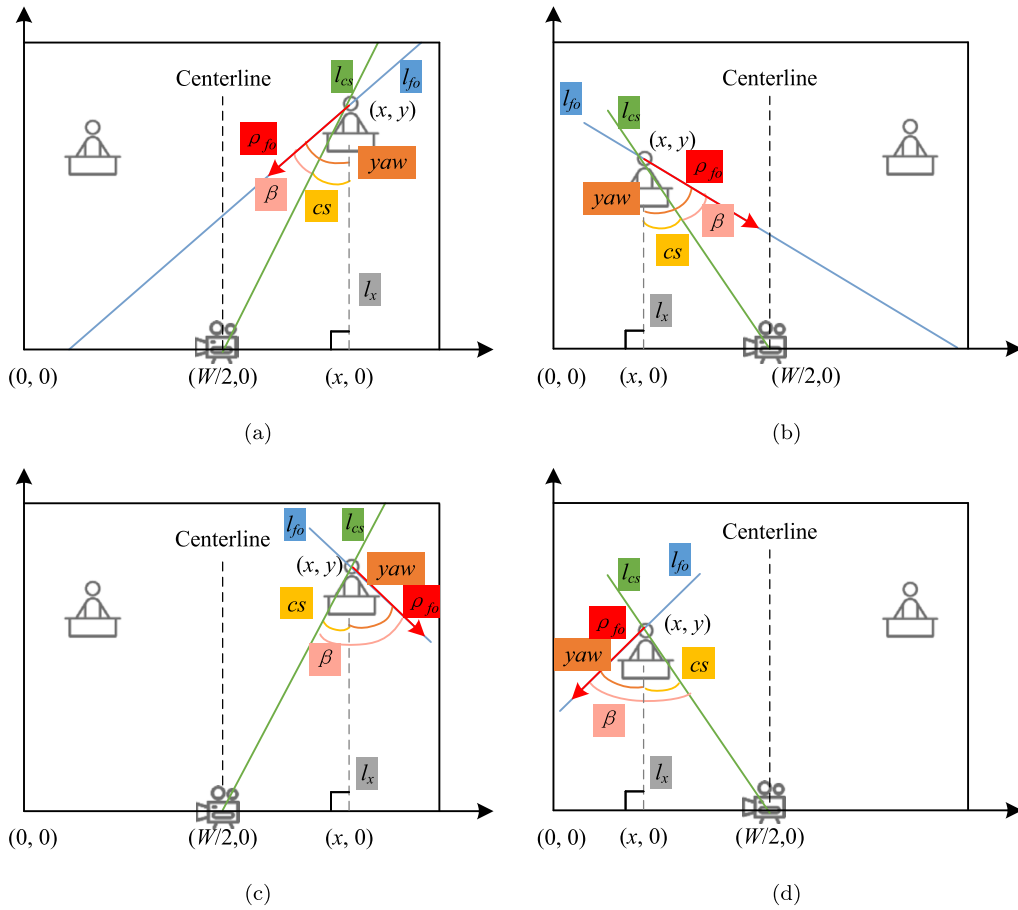 Centerline
l_cs
l_fo
(x, y)
ρ_fo
yaw
β
cs
l_x
(0, 0)
(W/2,0)
(x, 0)
(a)
Centerline
l_fo
l_cs
(x, y)
ρ_fo
yaw
β
cs
l_x
(0, 0)
(x, 0)
(W/2,0)
(b)
l_fo
l_cs
Centerline
(x, y)
yaw
cs
ρ_fo
β
l_x
(0, 0)
(W/2,0)
(x, 0)
(c)
Centerline
l_fo
l_cs
ρ_fo
(x, y)
yaw
cs
β
l_x
(0, 0)
(x, 0)
(W/2,0)
(d)